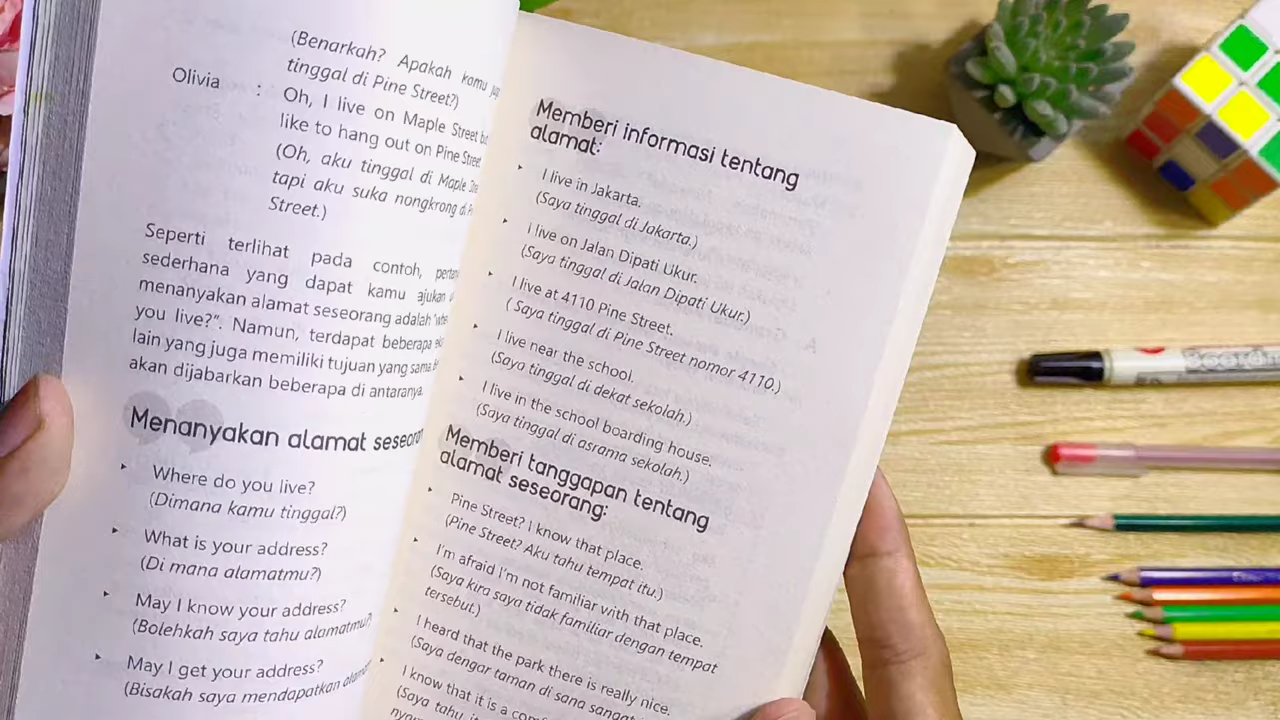 (Benarkah? Apakah kamu
tinggal di Pine Street?)
Olivia : Oh, I live on Maple Street
like to hang out on Pine Street
(Oh, aku tinggal di Maple
tapi aku suka nongkrong di
Street.)
Seperti terlihat pada contoh,
sederhana yang dapat kamu ajukan
menanyakan alamat seseorang adalah
you live?". Namun, terdapat beberapa
lain yang juga memiliki tujuan yang sama.
akan dijabarkan beberapa di antaranya.
Menanyakan alamat
Where do you live?
(Dimana kamu tinggal?)
What is your address?
(Di mana alamatmu?)
May I know your address?
(Bolehkah saya tahu alamatmu?)
May I get your address?
(Bisakah saya mendapatkan
Memberi informasi tentang
alamat:
I live in Jakarta.
(Saya tinggal di Jakarta.)
I live on Jalan Dipati Ukur.
(Saya tinggal di Jalan Dipati Ukur.)
I live at 4110 Pine Street.
( Saya tinggal di Pine Street nomor 4110.)
I live near the school.
(Saya tinggal di dekat sekolah.)
I live in the school boarding house.
(Saya tinggal di asrama sekolah.)
Memberi tanggapan tentang
alamat seseorang:
Pine Street? I know that place.
(Pine Street? Aku tahu tempat itu.)
I'm afraid I'm not familiar with that place.
(Saya kira saya tidak familiar dengan tempat
tersebut.)
I heard that the park there is really nice.
(Saya dengar taman di sana
I know that it is a
(Saya tahu,